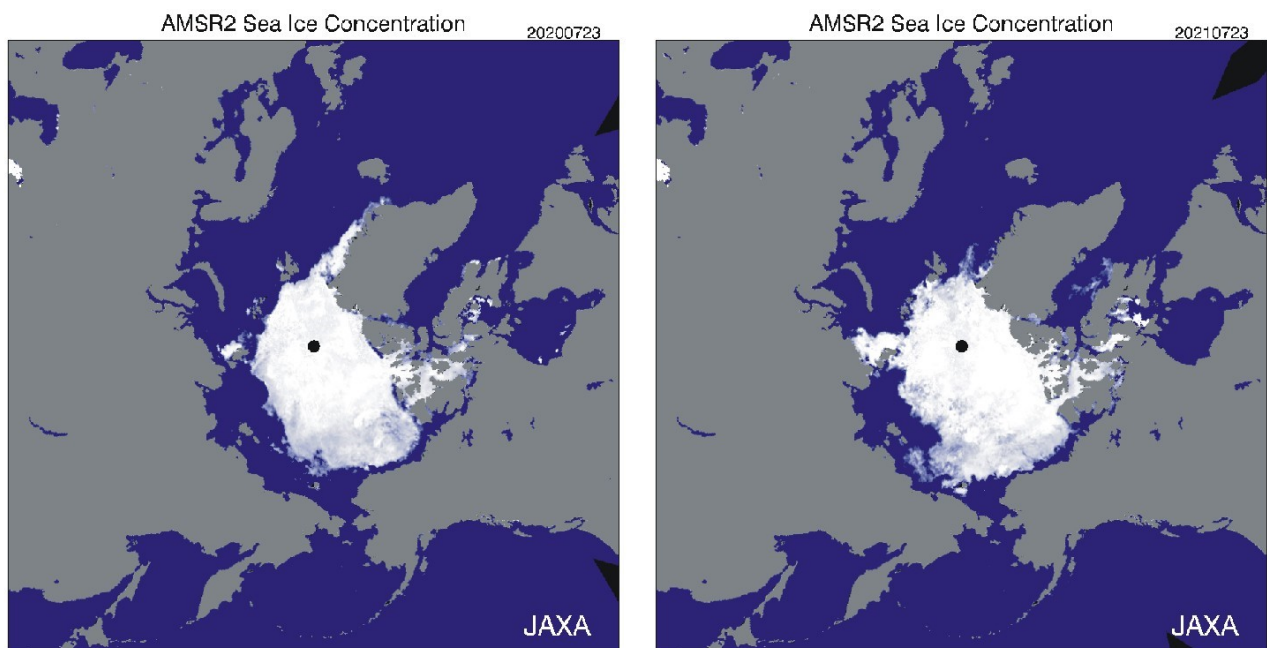 AMSR2 Sea Ice Concentration 20200723
JAXA
AMSR2 Sea Ice Concentration 20210723
JAXA